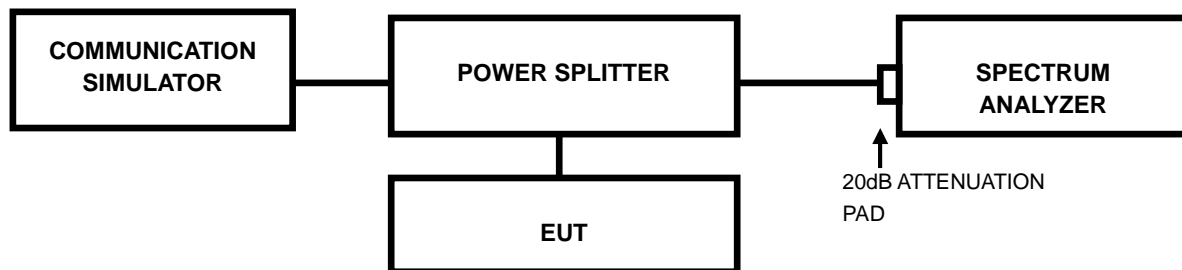 COMMUNICATION
SIMULATOR
POWER SPLITTER
SPECTRUM
ANALYZER
20dB ATTENUATION
PAD
EUT